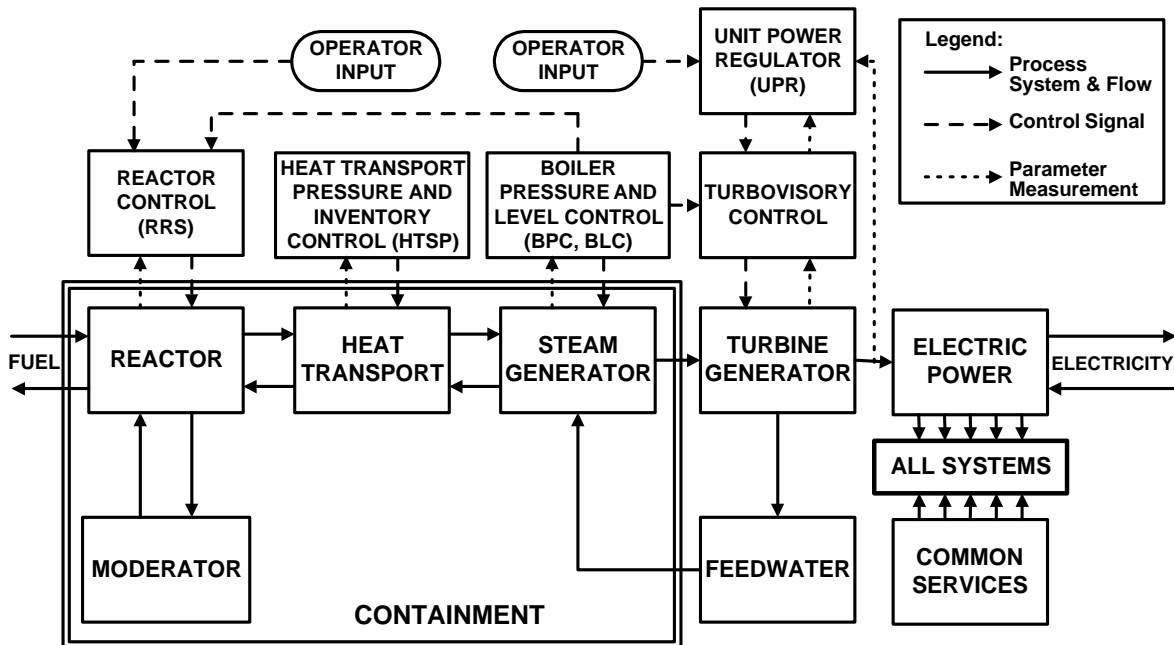 OPERATOR
INPUT
OPERATOR
INPUT
UNIT POWER
REGULATOR
(UPR)
Legend:
Process
System & Flow
Control Signal
Parameter
Measurement
REACTOR
CONTROL
(RRS)
HEAT TRANSPORT
PRESSURE AND
INVENTORY
CONTROL (HTSP)
BOILER
PRESSURE AND
LEVEL CONTROL
(BPC, BLC)
TURBOVISORY
CONTROL
FUEL
REACTOR
HEAT
TRANSPORT
STEAM
GENERATOR
TURBINE
GENERATOR
ELECTRIC
POWER
ELECTRICITY
ALL SYSTEMS
MODERATOR
FEEDWATER
COMMON
SERVICES
CONTAINMENT